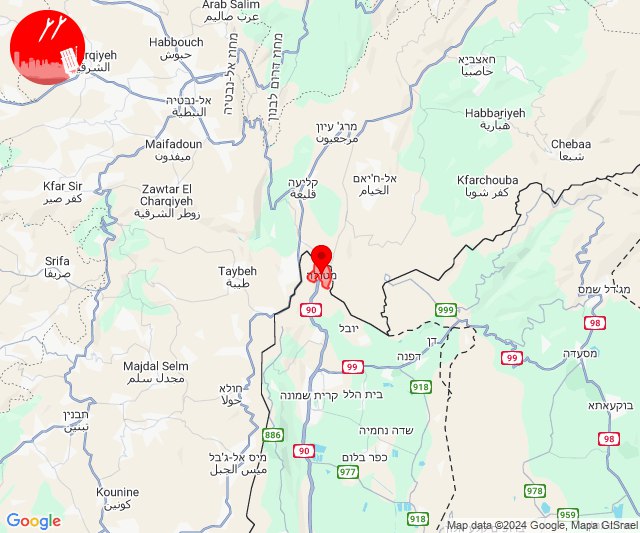 Arab Salim
عرب صاليم
Habbouch
حبوش
مחוז אל-נבטיה
מחוז דרום לבנון
חאצביא
حاصبيا
Charqiyeh
الشرقية
אל-נבטיה
النبطية
Habbariyeh
هبارية
מרג' עיון
مرجعيون
Maifadoun
ميفدون
Chebaa
شبعا
Kfar Sir
كفر صير
Zawtar El
Charqiyeh
زوطر الشرقية
קליעה
قليعة
אל-ח'יאם
الخيام
Kfarchouba
كفر شوبا
Srifa
صريفا
Taybeh
طيبة
מטולה
מג'דל שמס
90
יובל
999
98
דן
99
99
דפנה
מסעדה
Majdal Selm
مجدل سلم
חולא
حولا
918
קרית שמונה
בית הלל
בוקעאתא
תבנין
تبنين
886
שדה נחמיה
98
מיס אל-ג'בל
ميس الجبل
90
כפר בלום
977
Kounine
كونين
978
918
959
Google
Map data ©2024 Google, Mapa GISrael